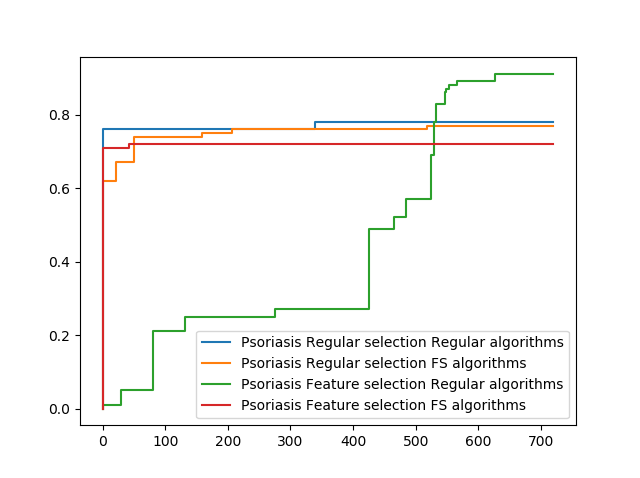 0.8
0.6
0.4
0.2
0.0
Psoriasis Regular selection Regular algorithms
Psoriasis Regular selection FS algorithms
Psoriasis Feature selection Regular algorithms
Psoriasis Feature selection FS algorithms
0 100 200 300 400 500 600 700